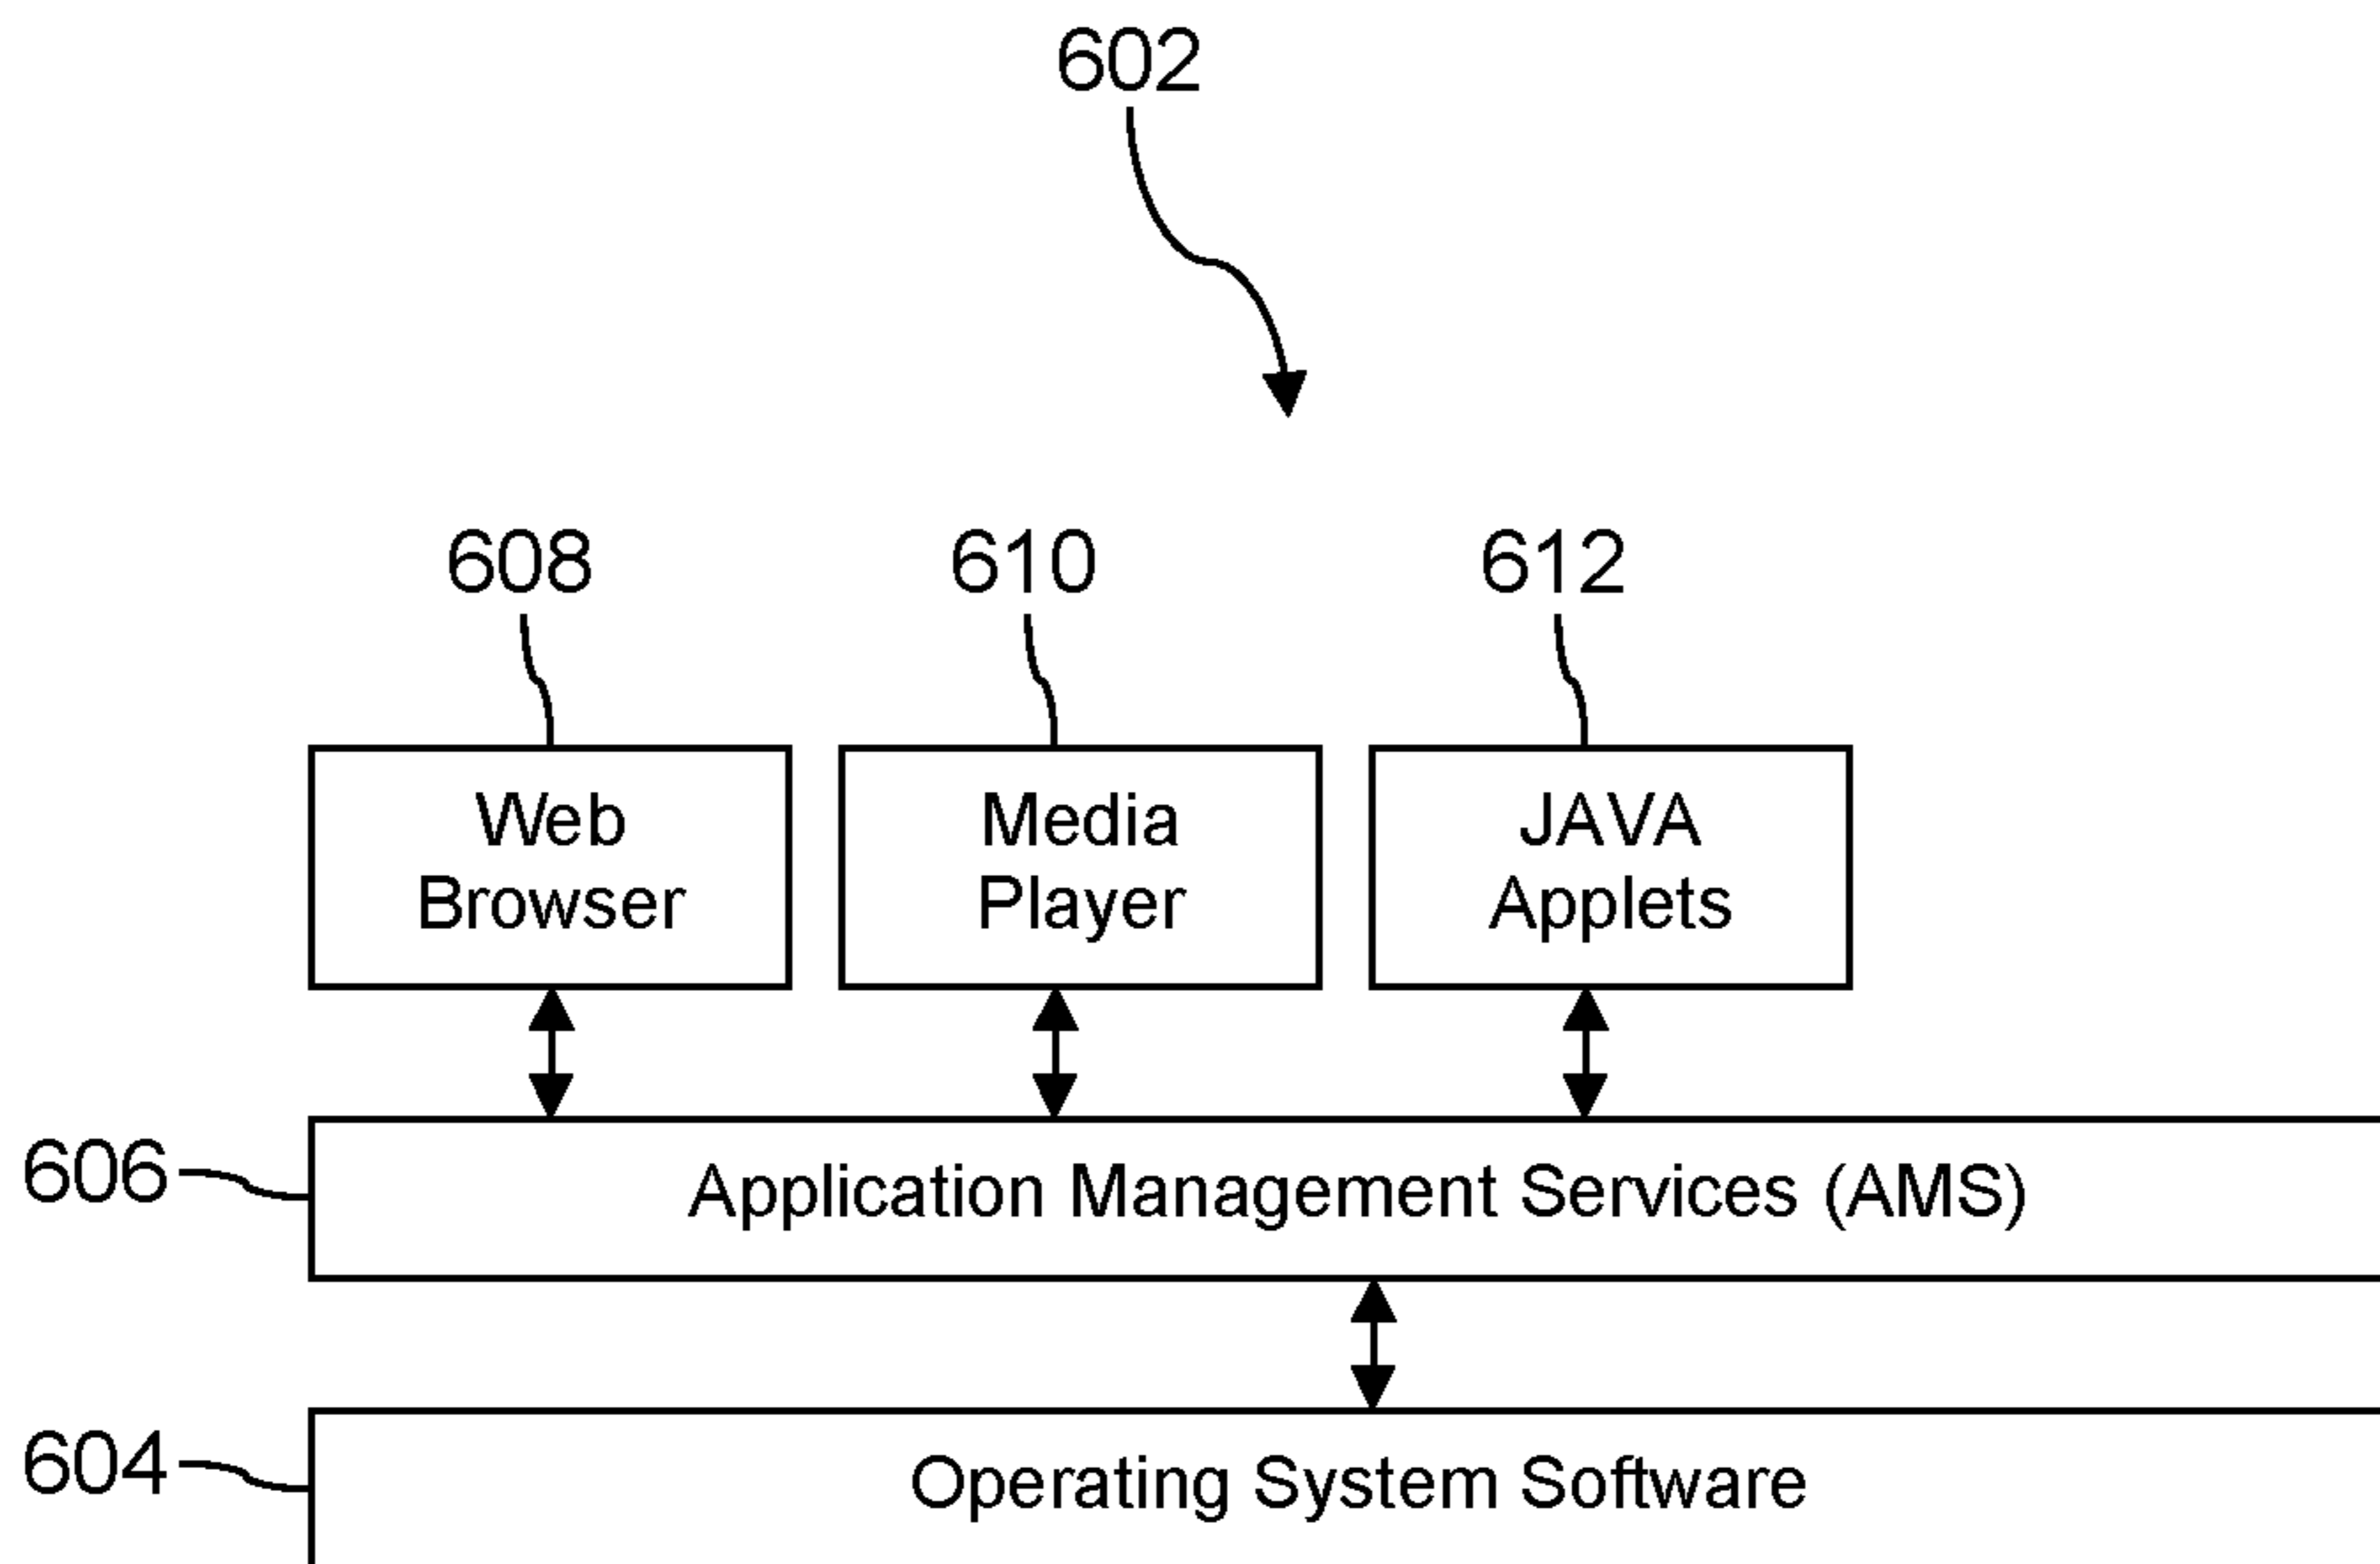 602
608
610
612
Web
Browser
Media
Player
JAVA
Applets
606
Application Management Services (AMS)
604
Operating System Software